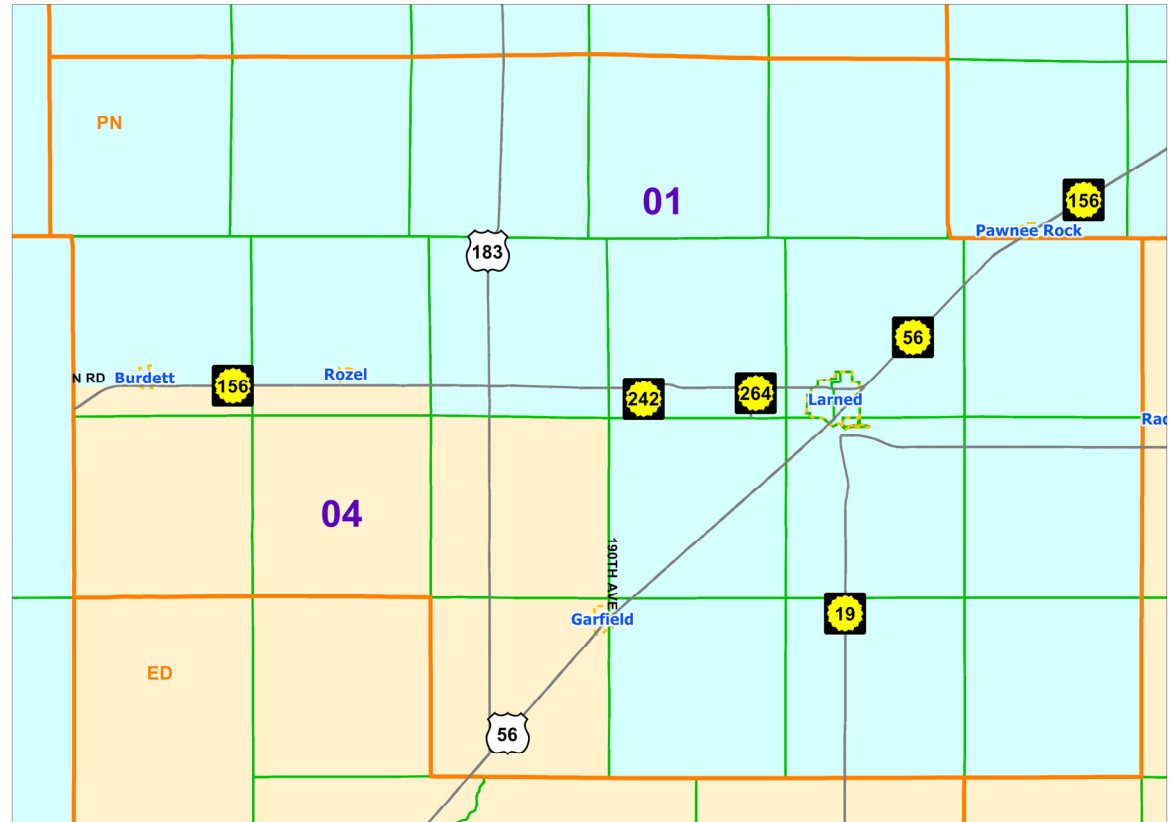 PN
01
156
Pawnee Rock
183
56
N RD
Burdett
156
Rozel
242
264
Larned
Rad
04
190TH AVE
Garfield
19
ED
56